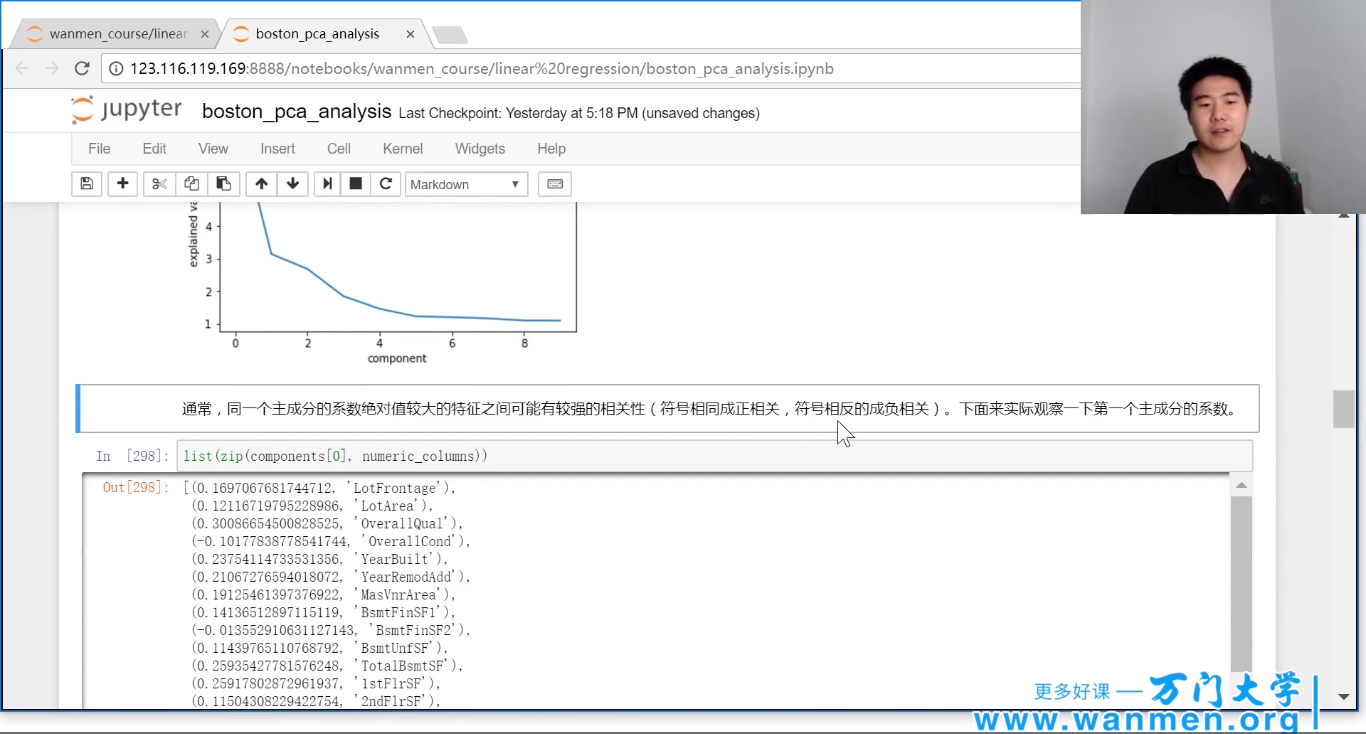 wanmen_course/linear
boston_pca_analysis
123.116.119.169:8888/notebooks/wanmen_course/linear%20regression/boston_pca_analysis.ipynb
jupyter boston_pca_analysis Last Checkpoint: Yesterday at 5:18 PM (unsaved changes)
File Edit View Insert Cell Kernel Widgets Help
Markdown
explained
4
3
2
1
0 2 4 6 8
component
通常，同一个主成分的系数绝对值较大的特征之间可能有较强的相关性（符号相同成正相关，符号相反的成负相关）。下面来实际观察一下第一个主成分的系数。
In [298]: list(zip(components[0], numeric_columns))
Out[298]: [(0.1697067681744712, 'LotFrontage'),
(0.12116719795228986, 'LotArea'),
(0.30086654500828525, 'OverallQual'),
(-0.10177838778541744, 'OverallCond'),
(0.23754114733531356, 'YearBuilt'),
(0.21067276594018072, 'YearRemodAdd'),
(0.19125461397376922, 'MasVnrArea'),
(0.14136512897115119, 'BsmtFinSF1'),
(-0.013552910631127143, 'BsmtFinSF2'),
(0.11439765110768792, 'BsmtUnfSF'),
(0.25935427781576248, 'TotalBsmtSF'),
(0.25917802872961937, '1stFlrSF'),
(0.11504308229422754, '2ndFlrSF'),
更多好课 — 万门大学
www.wanmen.org